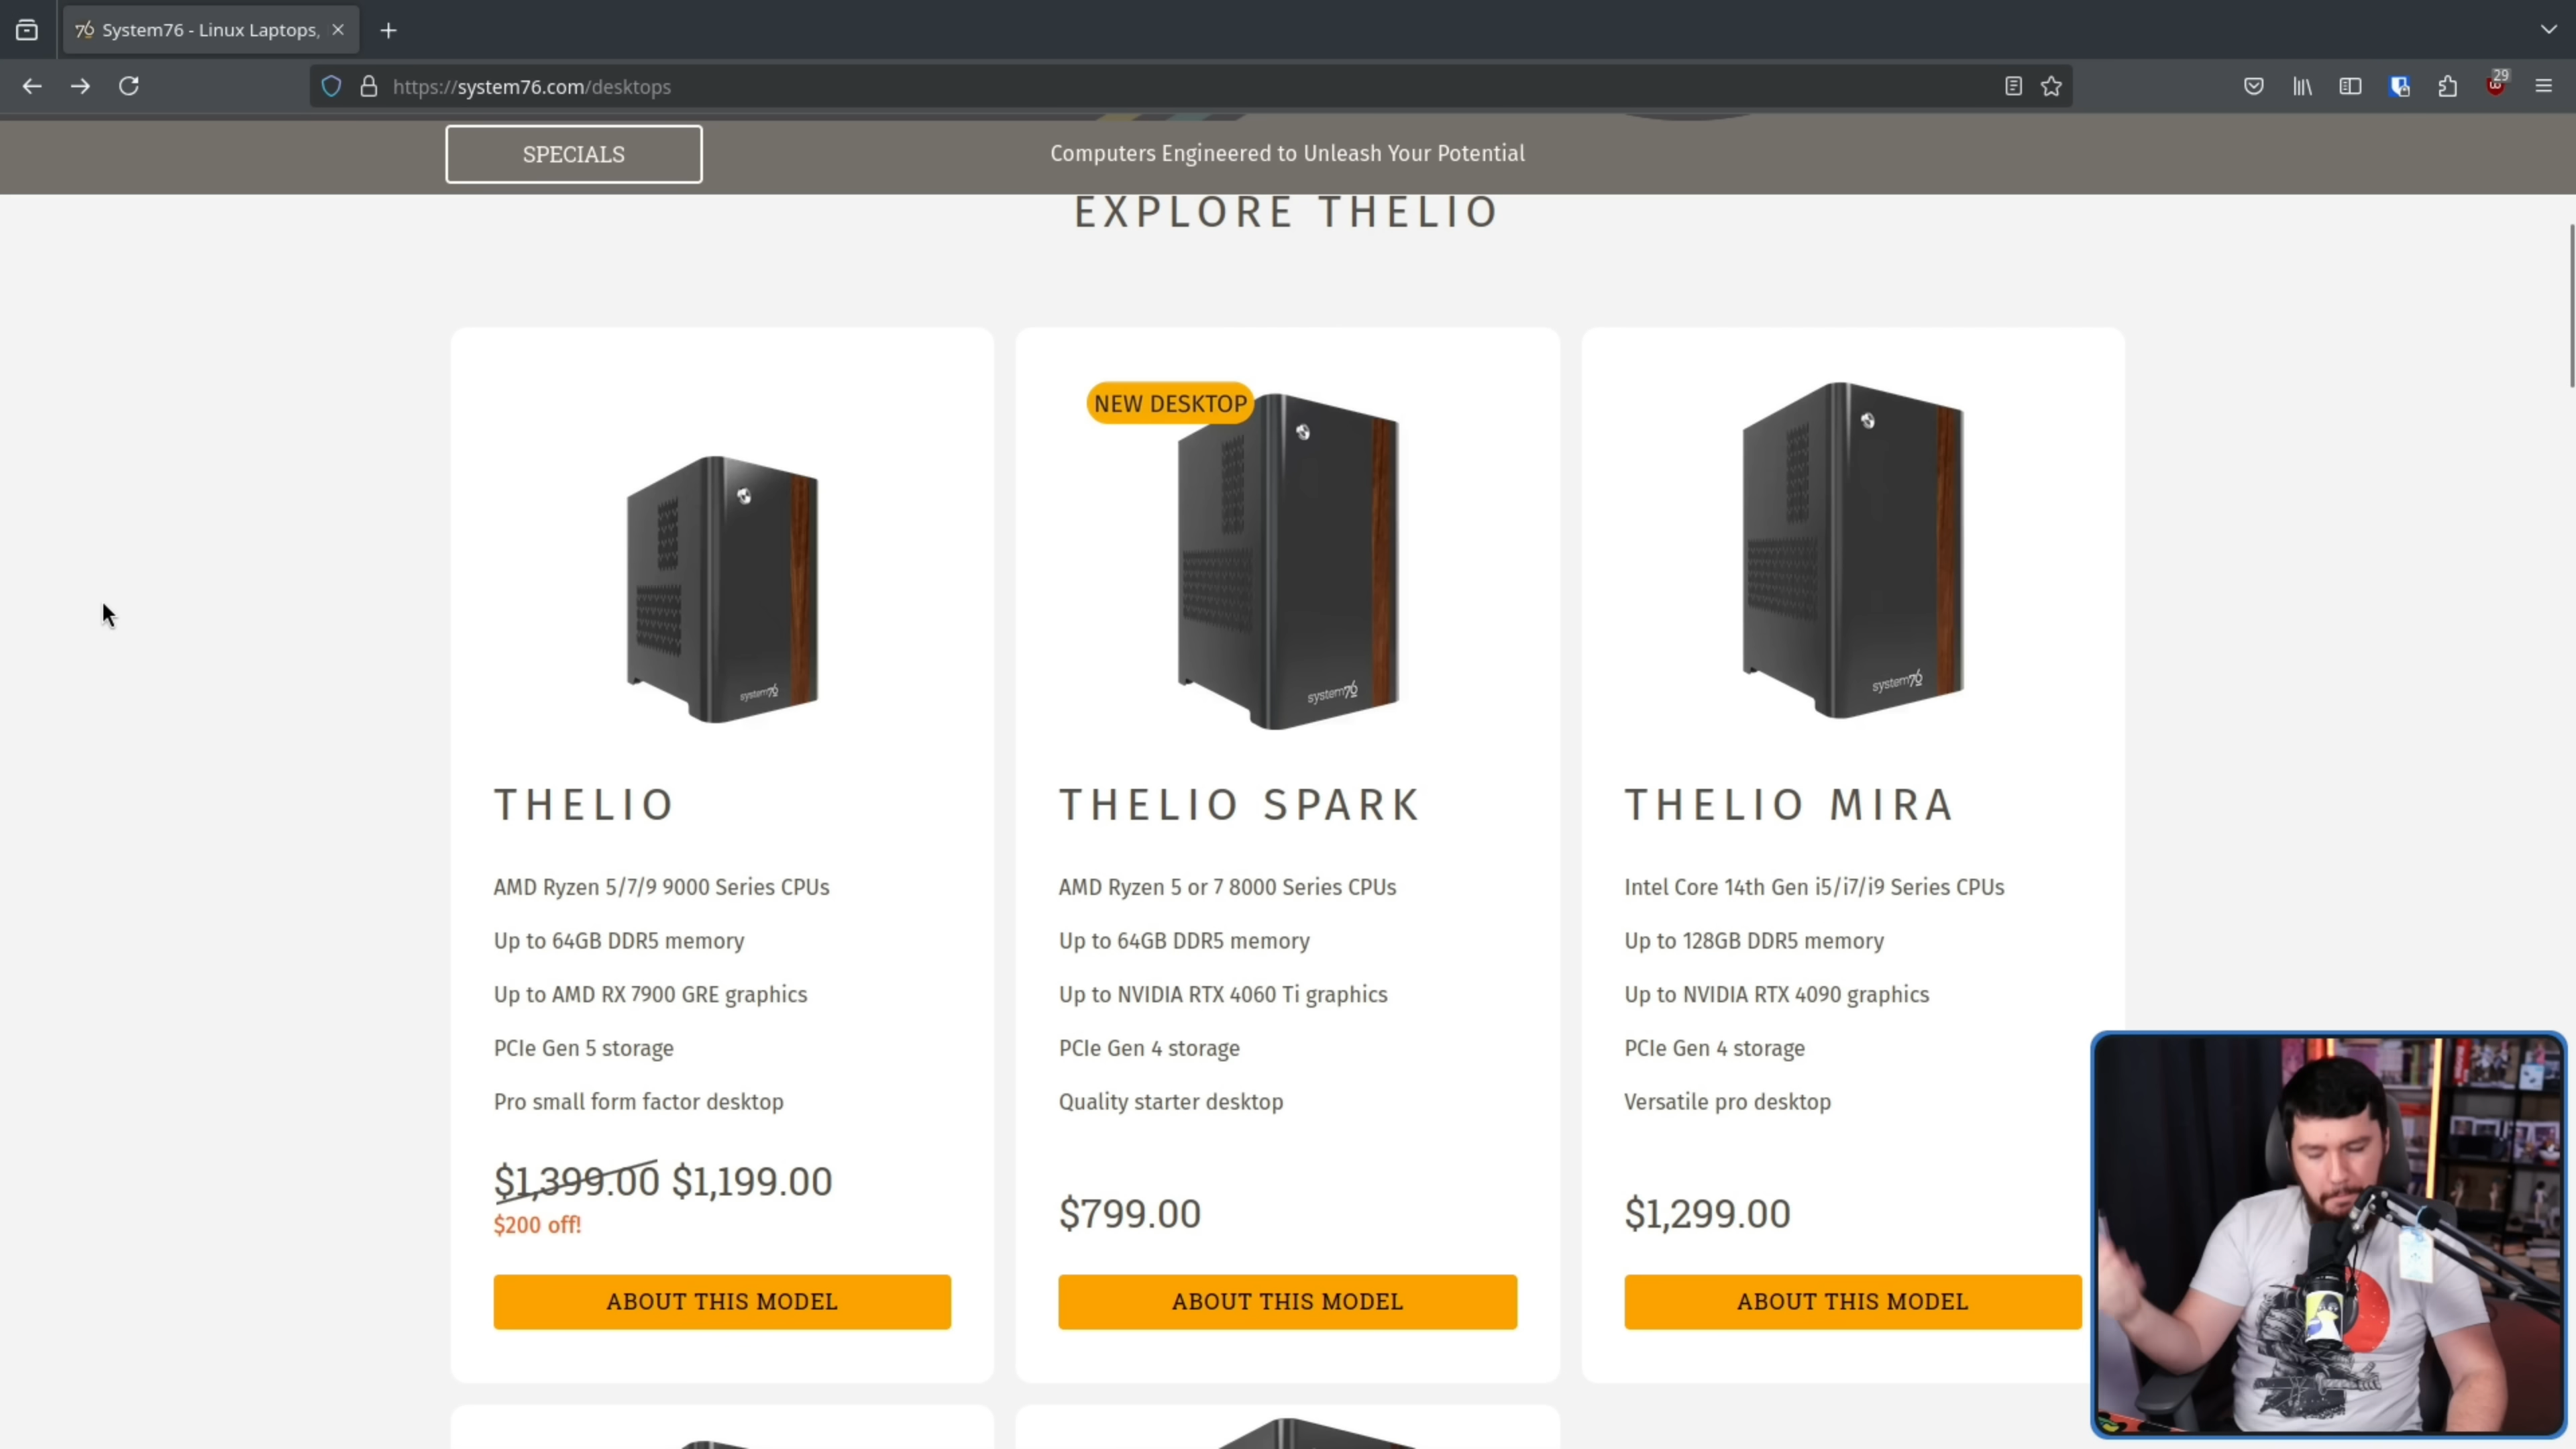 System76 - Linux Laptops,
https://system76.com/desktops
29
SPECIALS
Computers Engineered to Unleash Your Potential
EXPLORE THELIO
NEW DESKTOP
system76
system76
system76
THELIO
AMD Ryzen 5/7/9 9000 Series CPUs
Up to 64GB DDR5 memory
Up to AMD RX 7900 GRE graphics
PCIe Gen 5 storage
Pro small form factor desktop
$1,399.00 $1,199.00
$200 off!
ABOUT THIS MODEL
THELIO SPARK
AMD Ryzen 5 or 7 8000 Series CPUs
Up to 64GB DDR5 memory
Up to NVIDIA RTX 4060 Ti graphics
PCIe Gen 4 storage
Quality starter desktop
$799.00
ABOUT THIS MODEL
THELIO MIRA
Intel Core 14th Gen i5/i7/i9 Series CPUs
Up to 128GB DDR5 memory
Up to NVIDIA RTX 4090 graphics
PCIe Gen 4 storage
Versatile pro desktop
$1,299.00
ABOUT THIS MODEL